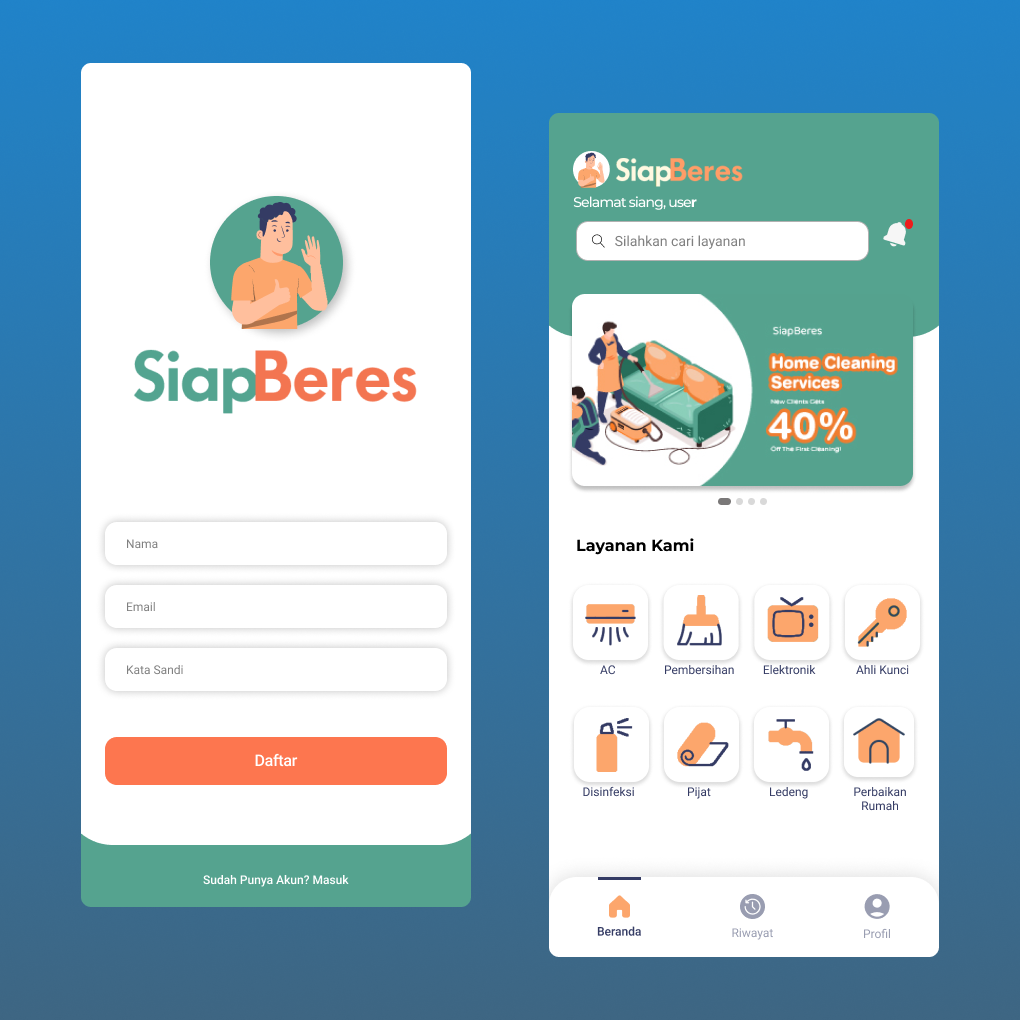 SiapBeres
Nama
Email
Kata Sandi
Daftar
Sudah Punya Akun? Masuk
SiapBeres
Selamat siang, user
Silahkan cari layanan
SiapBeres
Home Cleaning
Services
New Clients Gets
40%
Off The First Cleaning!
Layanan Kami
AC
Pembersihan
Elektronik
Ahli Kunci
Disinfeksi
Pijat
Ledeng
Perbaikan
Rumah
Beranda
Riwayat
Profil